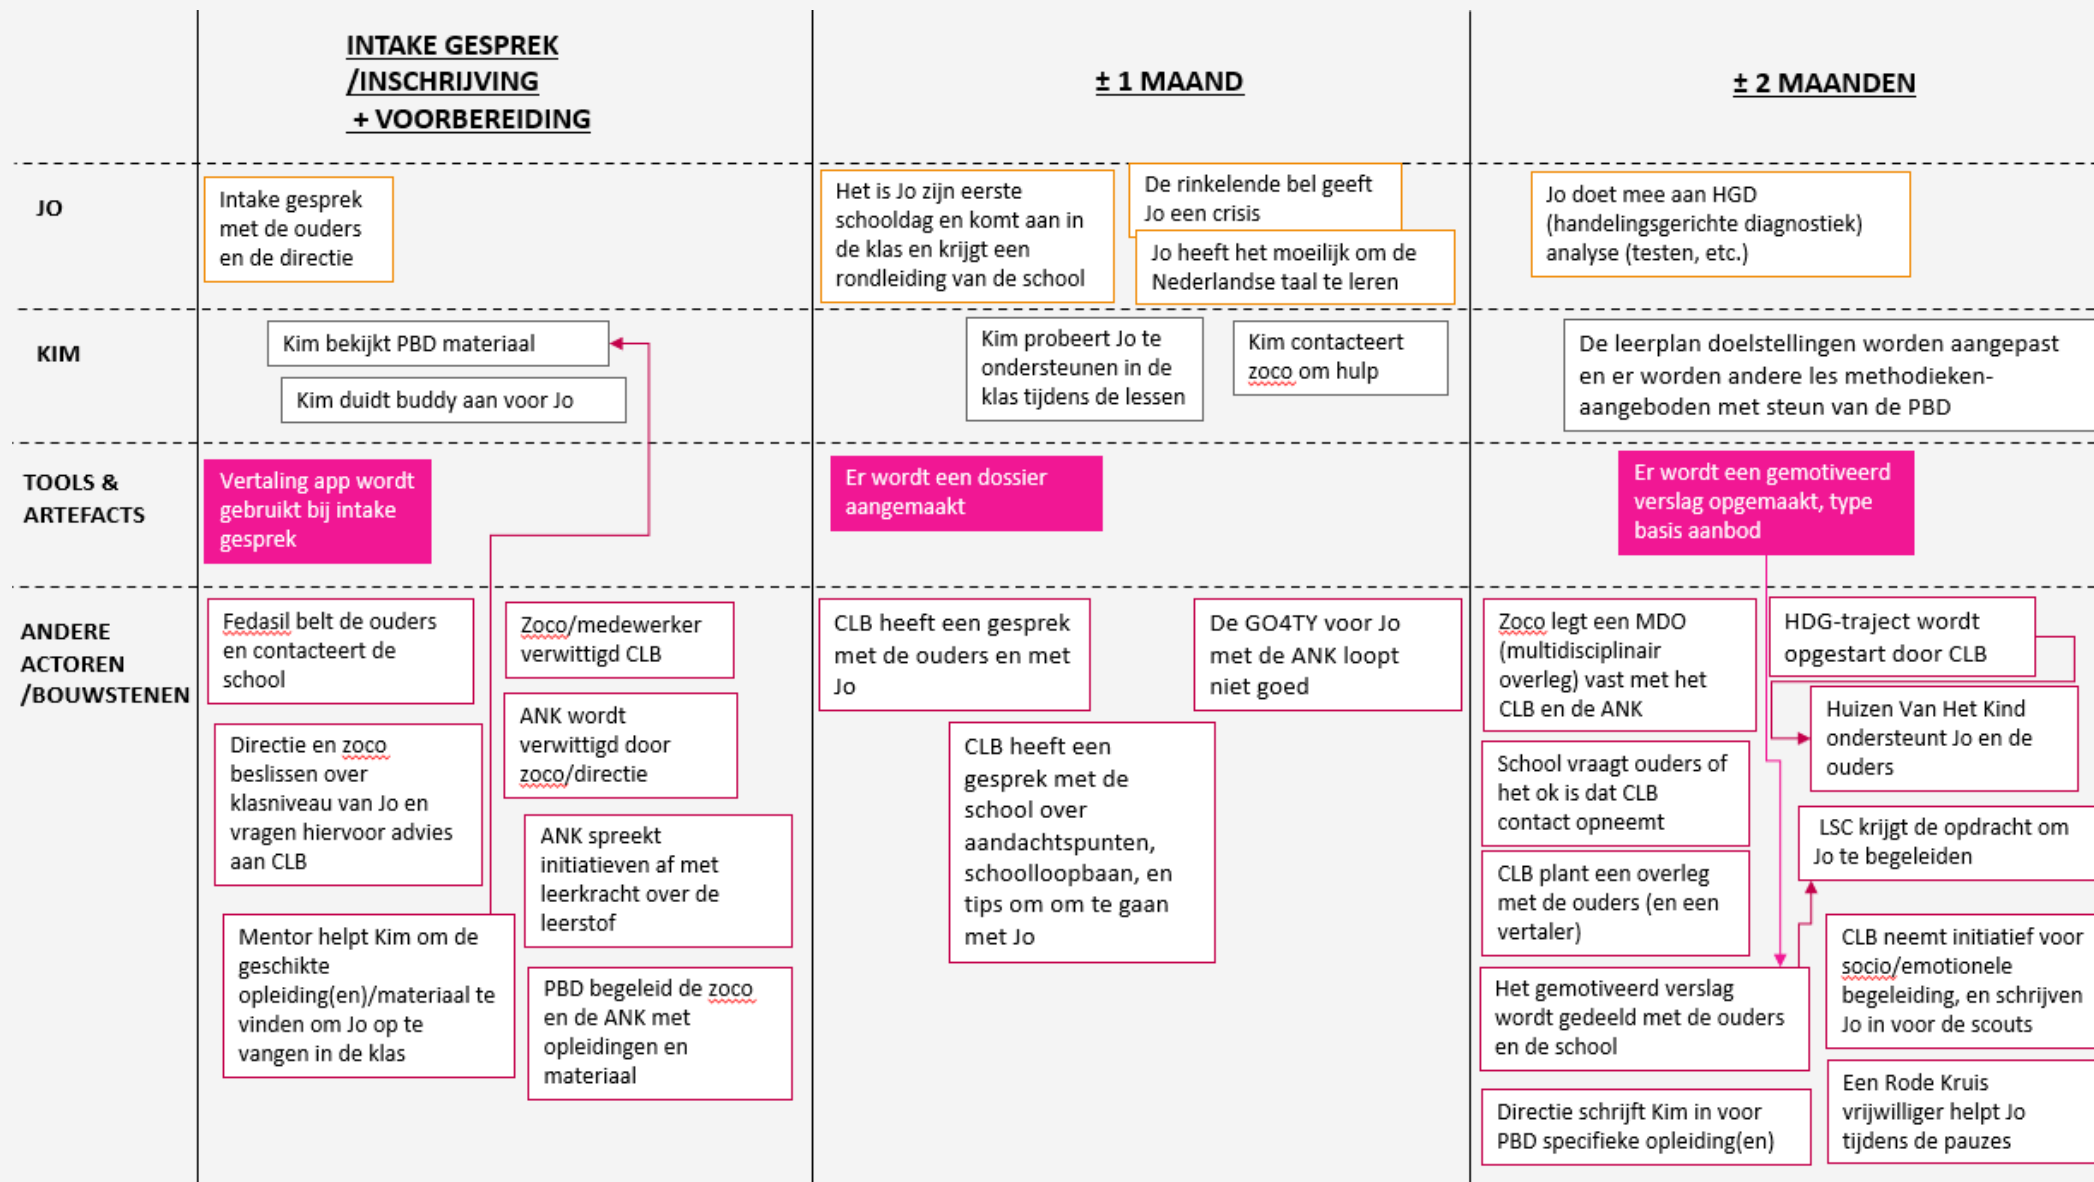 INTAKE GESPREK
/INSCHRIJVING
+ VOORBEREIDING
± 1 MAAND
± 2 MAANDEN
JO
Intake gesprek
met de ouders
en de directie
Het is Jo zijn eerste
schooldag en komt aan in
de klas en krijgt een
rondleiding van de school
De rinkelende bel geeft
Jo een crisis
Jo heeft het moeilijk om de
Nederlandse taal te leren
Jo doet mee aan HGD
(handelingsgerichte diagnostiek)
analyse (testen, etc.)
KIM
Kim bekijkt PBD materiaal
Kim duidt buddy aan voor Jo
Kim probeert Jo te
ondersteunen in de
klas tijdens de lessen
Kim contacteert
zoco om hulp
De leerplan doelstellingen worden aangepast
en er worden andere les methodieken-
aangeboden met steun van de PBD
TOOLS &
ARTEFACTS
Vertaling app wordt
gebruikt bij intake
gesprek
Er wordt een dossier
aangemaakt
Er wordt een gemotiveerd
verslag opgemaakt, type
basis aanbod
ANDERE
ACTOREN
/BOUWSTENEN
Fedasil belt de ouders
en contacteert de
school
Directie en zoco
beslissen over
klasniveau van Jo en
vragen hiervoor advies
aan CLB
Mentor helpt Kim om de
geschikte
opleiding(en)/materiaal te
vinden om Jo op te
vangen in de klas
Zoco/medewerker
verwittigd CLB
ANK wordt
verwittigd door
zoco/directie
ANK spreekt
initiatieven af met
leerkracht over de
leerstof
PBD begeleid de zoco
en de ANK met
opleidingen en
materiaal
CLB heeft een gesprek
met de ouders en met
Jo
De GO4TY voor Jo
met de ANK loopt
niet goed
CLB heeft een
gesprek met de
school over
aandachtspunten,
schoolloopbaan, en
tips om om te gaan
met Jo
Zoco legt een MDO
(multidisciplinair
overleg) vast met het
CLB en de ANK
School vraagt ouders of
het ok is dat CLB
contact opneemt
CLB plant een overleg
met de ouders (en een
vertaler)
Het gemotiveerd verslag
wordt gedeeld met de ouders
en de school
Directie schrijft Kim in voor
PBD specifieke opleiding(en)
HDG-traject wordt
opgestart door CLB
Huizen Van Het Kind
ondersteunt Jo en de
ouders
LSC krijgt de opdracht om
Jo te begeleiden
CLB neemt initiatief voor
socio/emotionele
begeleiding, en schrijven
Jo in voor de scouts
Een Rode Kruis
vrijwilliger helpt Jo
tijdens de pauzes